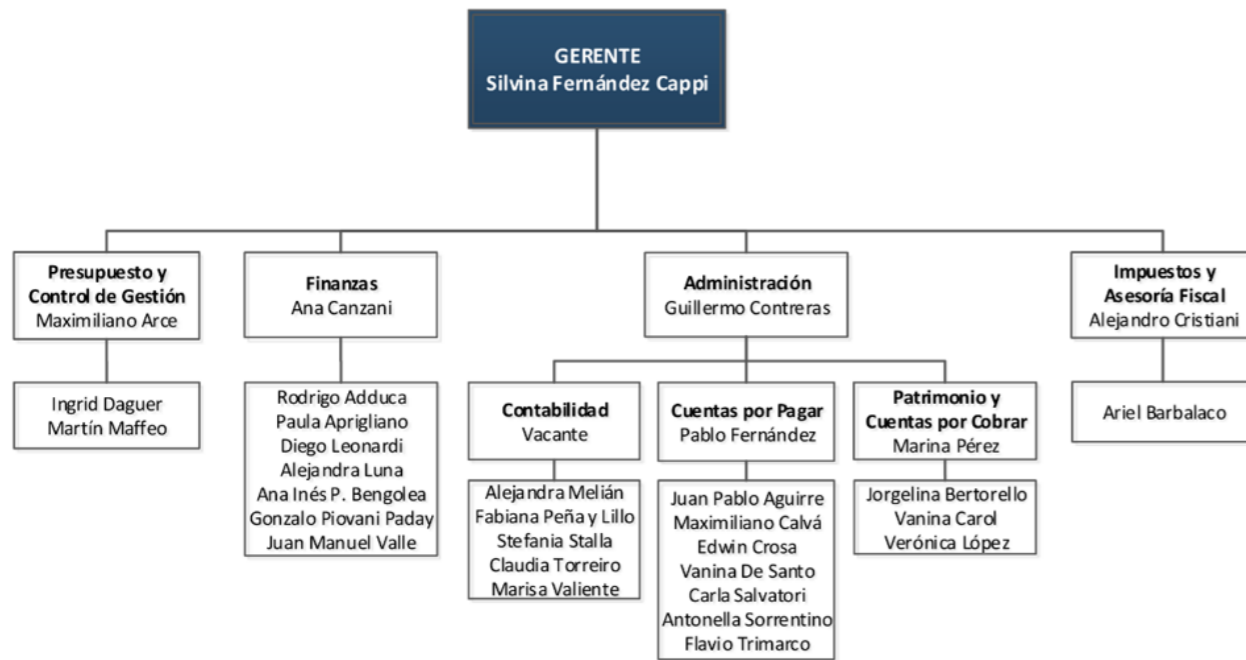 GERENTE
Silvina Fernández Cappi
Presupuesto y
Control de Gestión
Maximiliano Arce
Finanzas
Ana Canzani
Administración
Guillermo Contreras
Impuestos y
Asesoría Fiscal
Alejandro Cristiani
Ingrid Daguer
Martín Maffeo
Rodrigo Adduca
Paula Aprigliano
Diego Leonardi
Alejandra Luna
Ana Inés P. Bengolea
Gonzalo Piovani Paday
Juan Manuel Valle
Contabilidad
Vacante
Cuentas por Pagar
Pablo Fernández
Patrimonio y
Cuentas por Cobrar
Marina Pérez
Ariel Barbalaco
Alejandra Melián
Fabiana Peña y Lillo
Stefania Stalla
Claudia Torreiro
Marisa Valiente
Juan Pablo Aguirre
Maximiliano Calvá
Edwin Crosa
Vanina De Santo
Carla Salvatori
Antonella Sorrentino
Flavio Trimarco
Jorgelina Bertorello
Vanina Carol
Verónica López